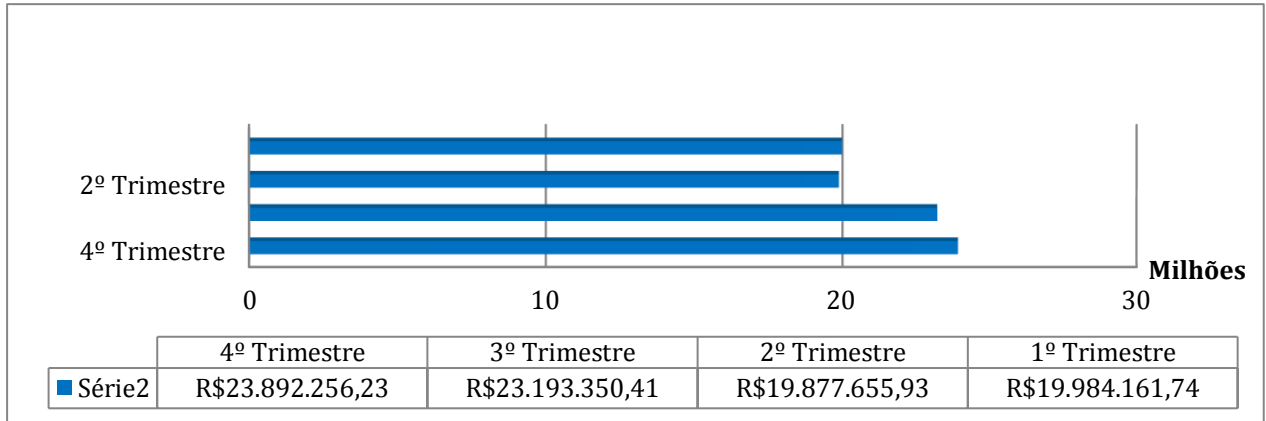 2º Trimestre
4º Trimestre
Milhões
0 10 20 30
4º Trimestre 3º Trimestre 2º Trimestre 1º Trimestre
Série2 R$23.892.256,23 R$23.193.350,41 R$19.877.655,93 R$19.984.161,74